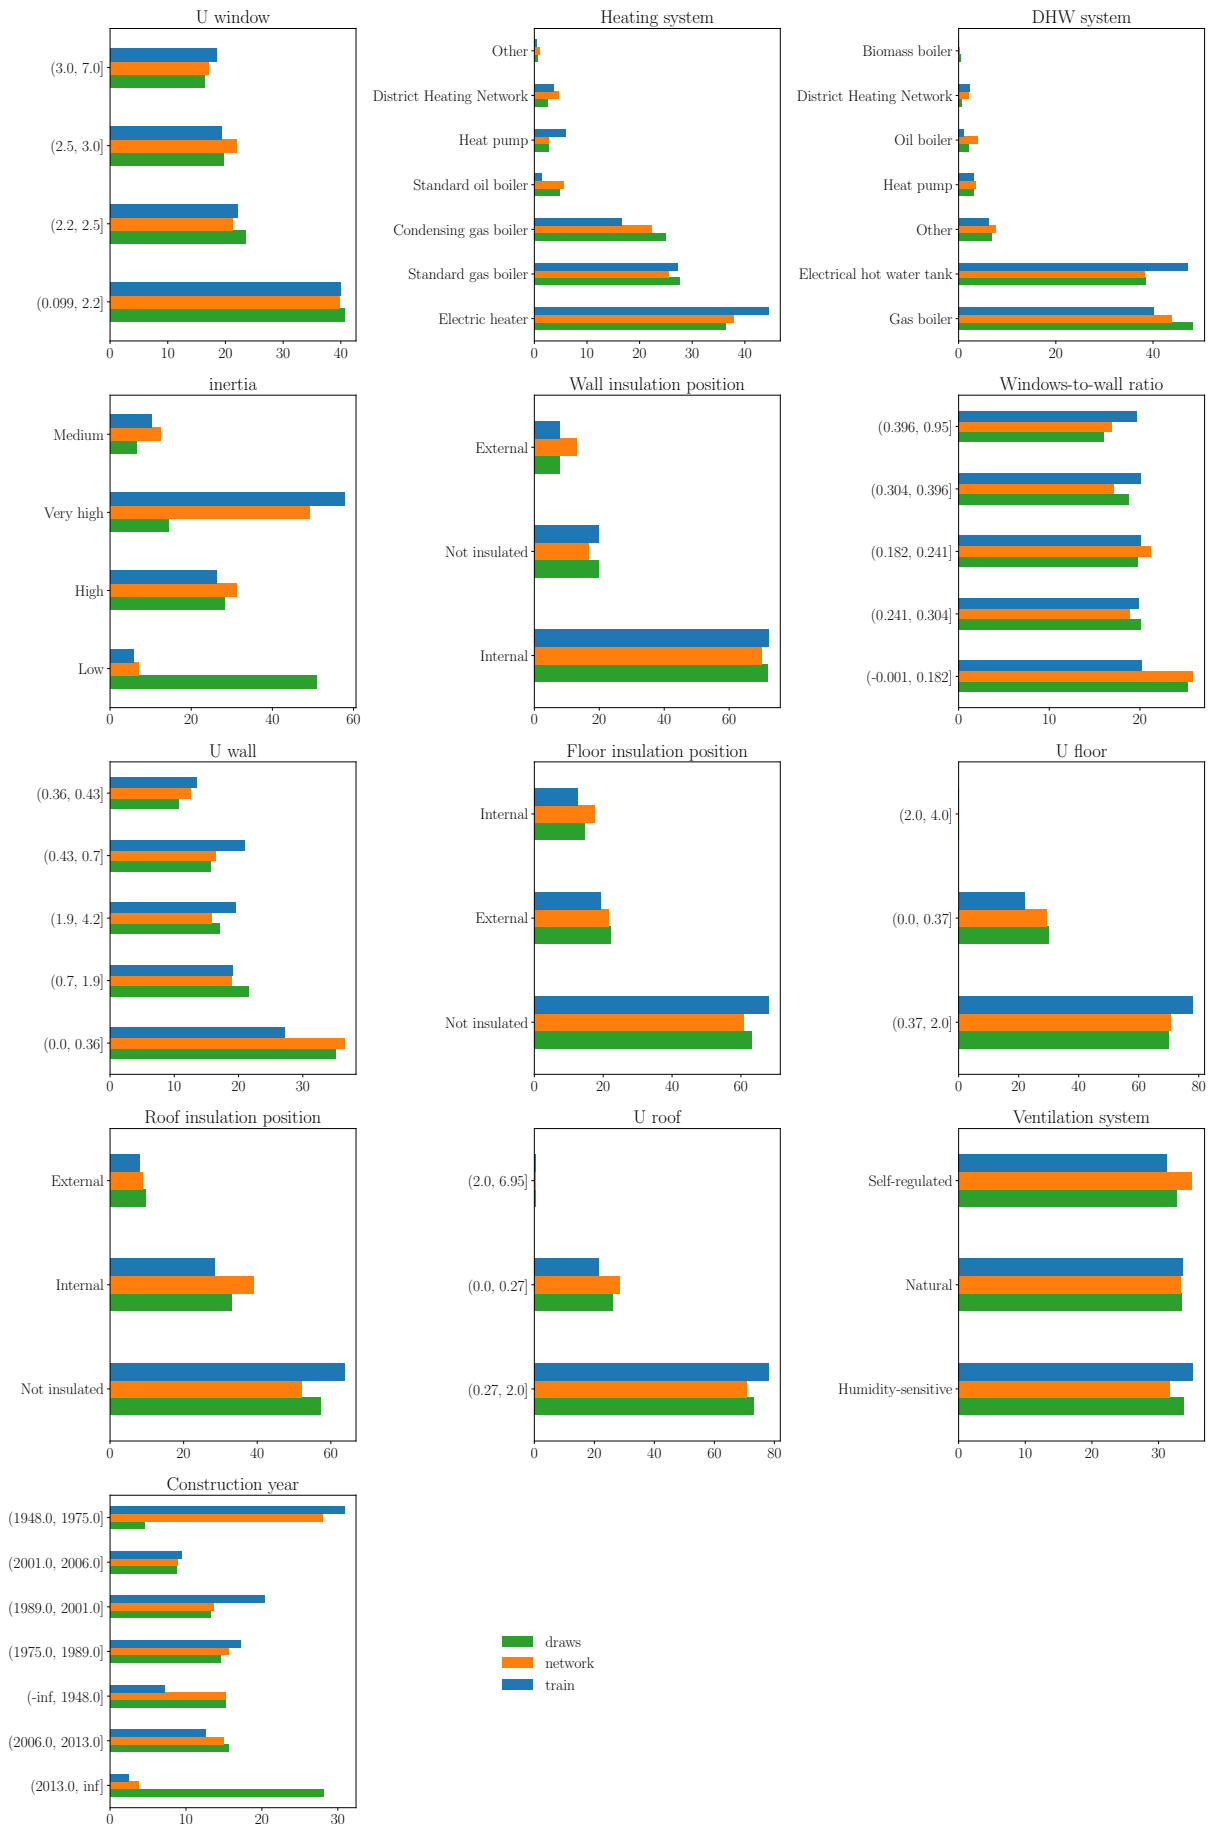 U window
(3.0, 7.0]
(2.5, 3.0]
(2.2, 2.5]
(0.099, 2.2]
0 10 20 30 40
Heating system
Other
District Heating Network
Heat pump
Standard oil boiler
Condensing gas boiler
Standard gas boiler
Electric heater
0 10 20 30 40
DHW system
Biomass boiler
District Heating Network
Oil boiler
Heat pump
Other
Electrical hot water tank
Gas boiler
0 20 40
inertia
Medium
Very high
High
Low
0 20 40 60
Wall insulation position
External
Not insulated
Internal
0 20 40 60
Windows-to-wall ratio
(0.396, 0.95]
(0.304, 0.396]
(0.182, 0.241]
(0.241, 0.304]
(-0.001, 0.182]
0 10 20
U wall
(0.36, 0.43]
(0.43, 0.7]
(1.9, 4.2]
(0.7, 1.9]
(0.0, 0.36]
0 10 20 30
Floor insulation position
Internal
External
Not insulated
0 20 40 60
U floor
(2.0, 4.0]
(0.0, 0.37]
(0.37, 2.0]
0 20 40 60 80
Roof insulation position
External
Internal
Not insulated
0 20 40 60
U roof
(2.0, 6.95]
(0.0, 0.27]
(0.27, 2.0]
0 20 40 60 80
Ventilation system
Self-regulated
Natural
Humidity-sensitive
0 10 20 30
Construction year
(1948.0, 1975.0]
(2001.0, 2006.0]
(1989.0, 2001.0]
(1975.0, 1989.0]
(-inf, 1948.0]
(2006.0, 2013.0]
(2013.0, inf]
0 10 20 30
draws
network
train